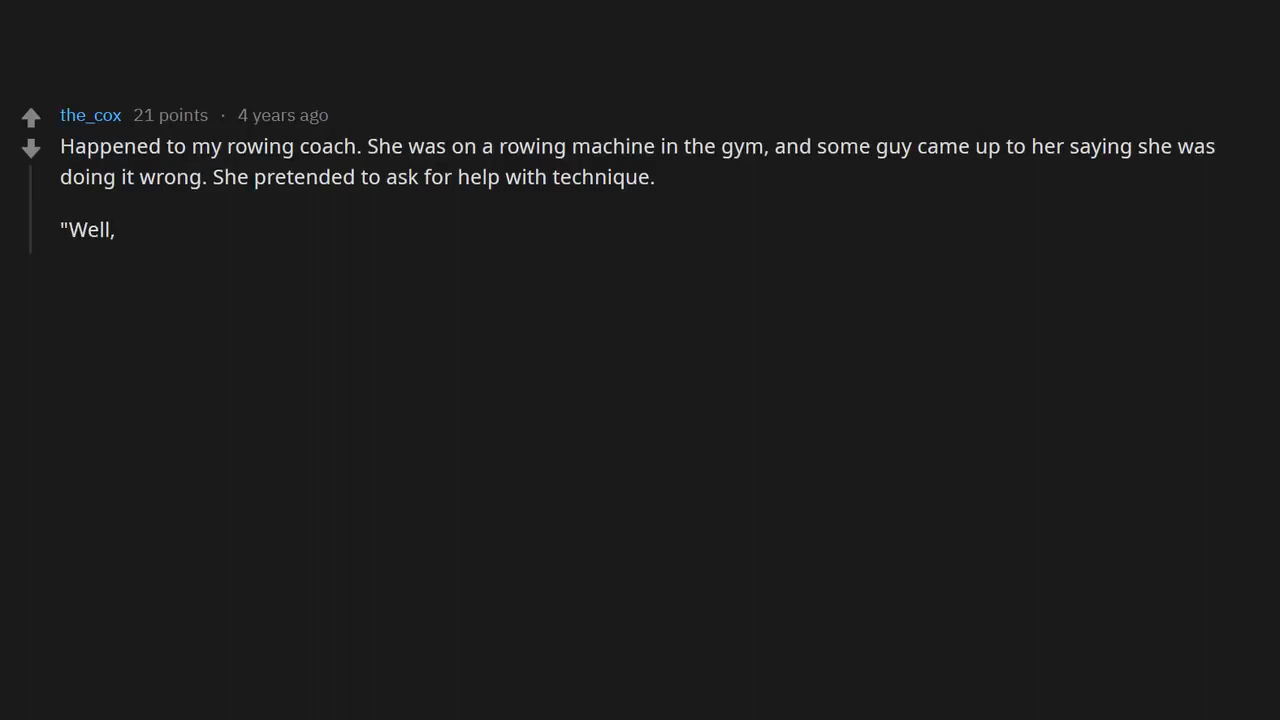 the_cox 21 points · 4 years ago
Happened to my rowing coach. She was on a rowing machine in the gym, and some guy came up to her saying she was
doing it wrong. She pretended to ask for help with technique.
"Well,